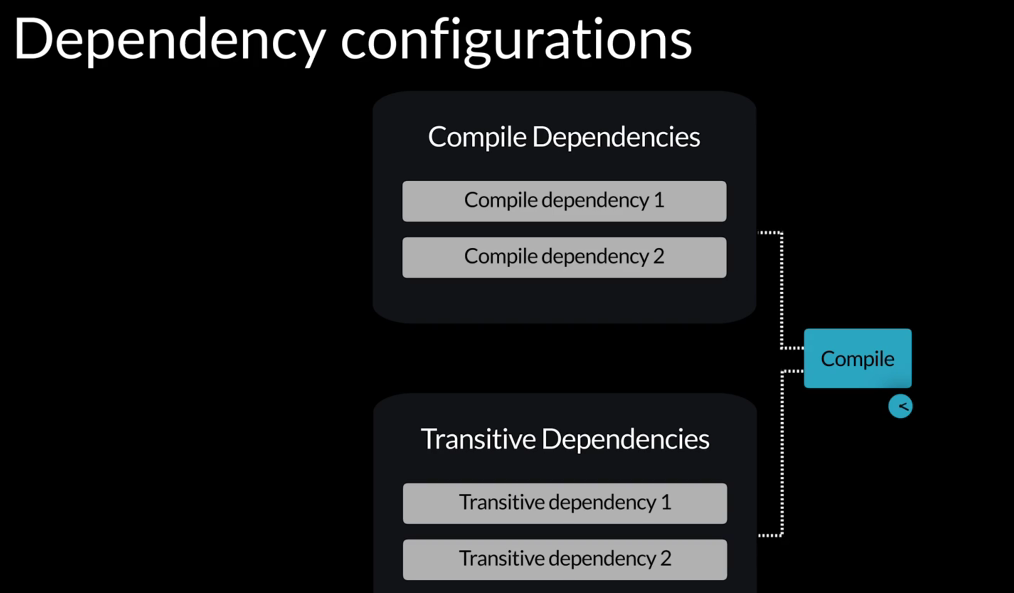 Dependency configurations
Compile Dependencies
Compile dependency 1
Compile dependency 2
Compile
<
Transitive Dependencies
Transitive dependency 1
Transitive dependency 2